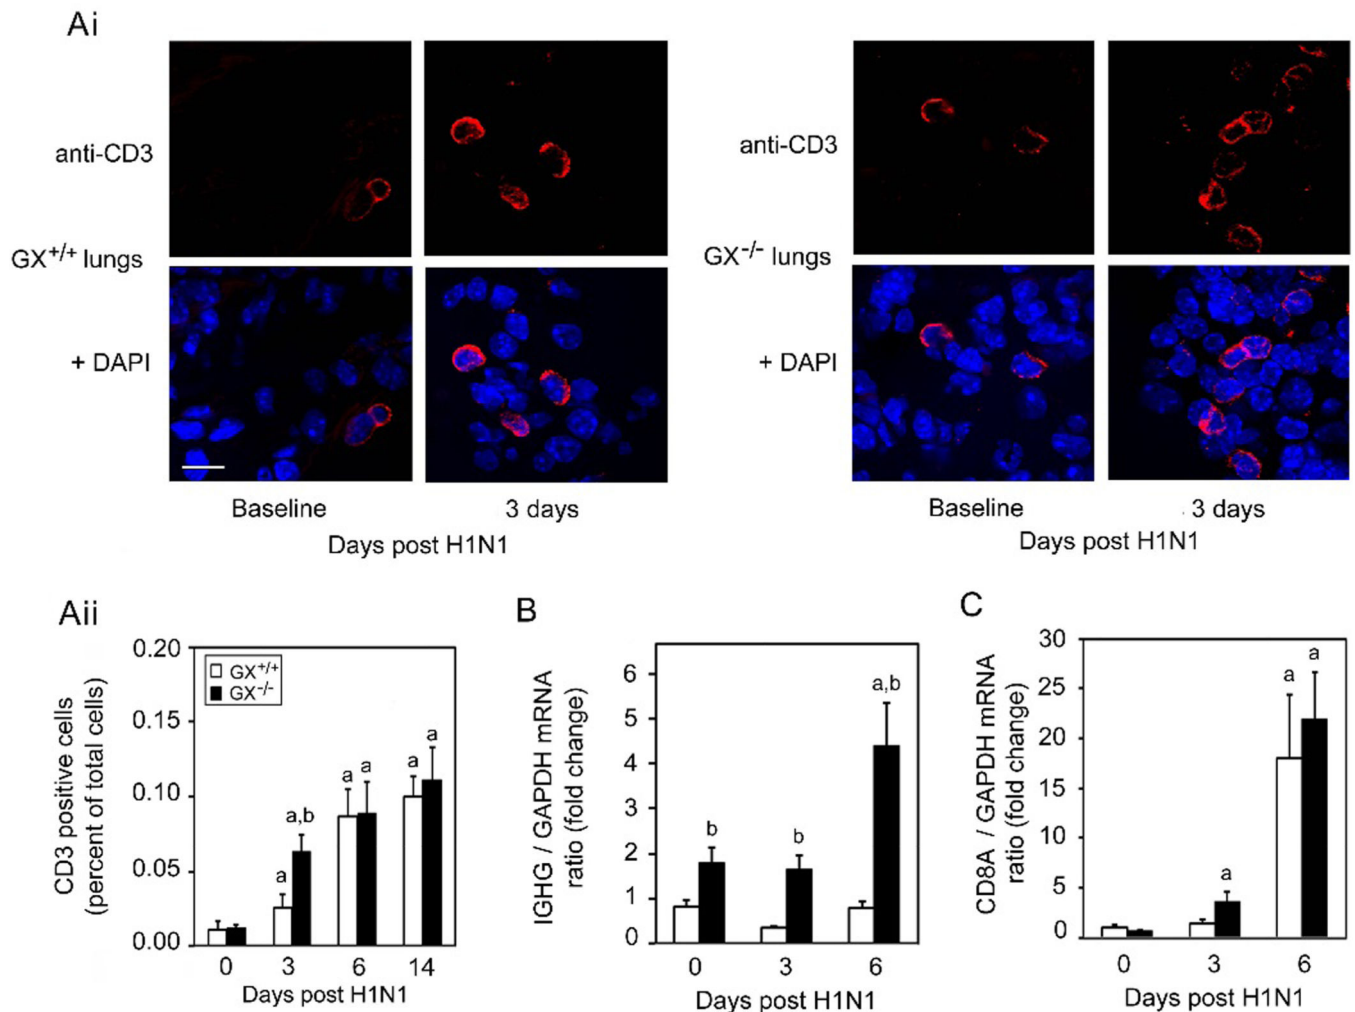 Ai
anti-CD3
GX+/+ lungs
+ DAPI
Baseline
3 days
Days post H1N1
anti-CD3
GX-/- lungs
+ DAPI
Baseline
3 days
Days post H1N1
Aii
CD3 positive cells
(percent of total cells)
0.20
0.15
0.10
0.05
0.00
GX+/+
GX-/-
a
a,b
a
a
a
a
0
3
6
14
Days post H1N1
B
IGHG / GAPDH mRNA
ratio (fold change)
6
5
4
3
2
1
0
b
b
a,b
0
3
6
Days post H1N1
C
CD8A / GAPDH mRNA
ratio (fold change)
30
25
20
15
10
5
0
a
a
a
0
3
6
Days post H1N1